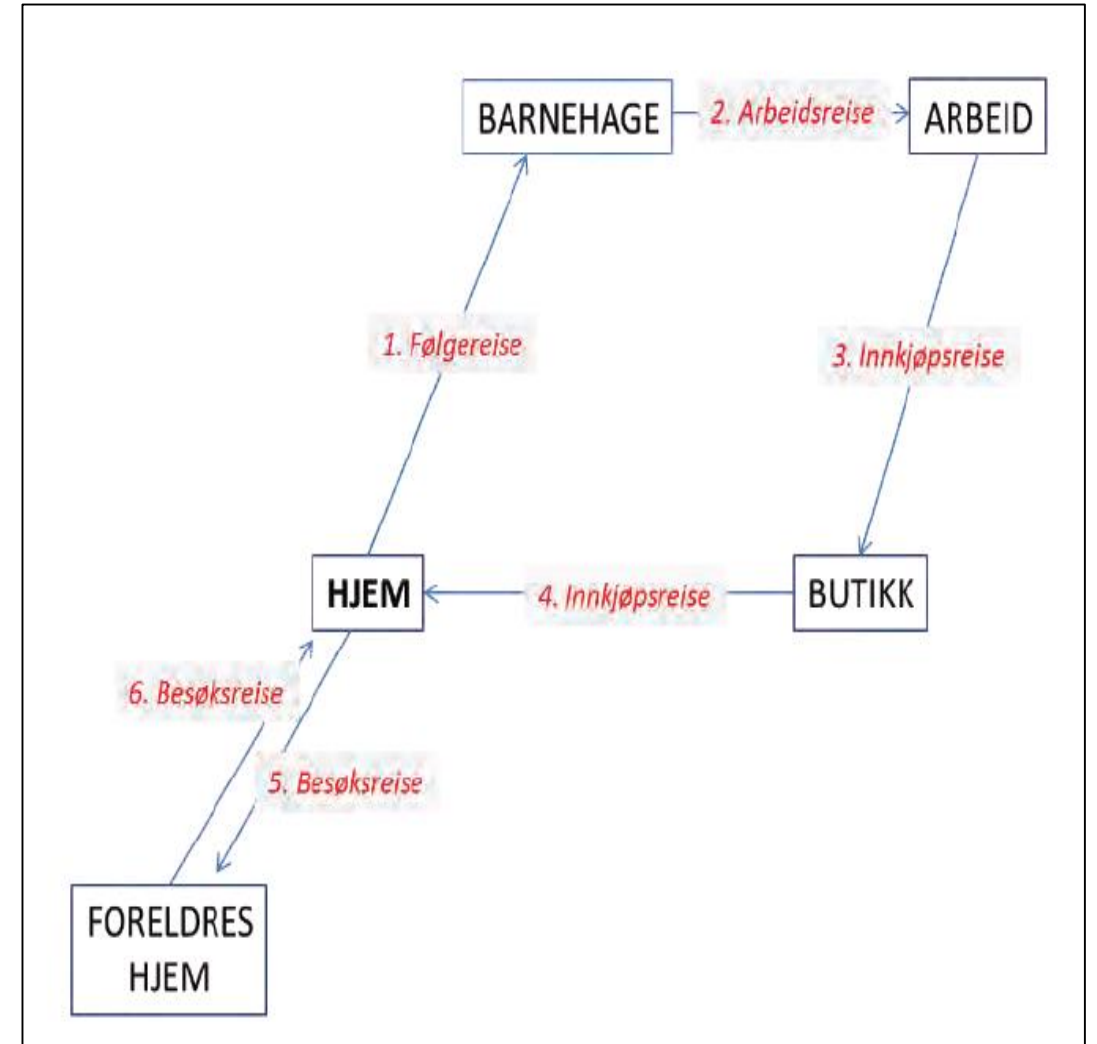 BARNEHAGE
2. Arbeidsreise
ARBEID
1. Følgereise
3. Innkjøpsreise
HJEM
4. Innkjøpsreise
BUTIKK
6. Besøksreise
5. Besøksreise
FORELDRES
HJEM